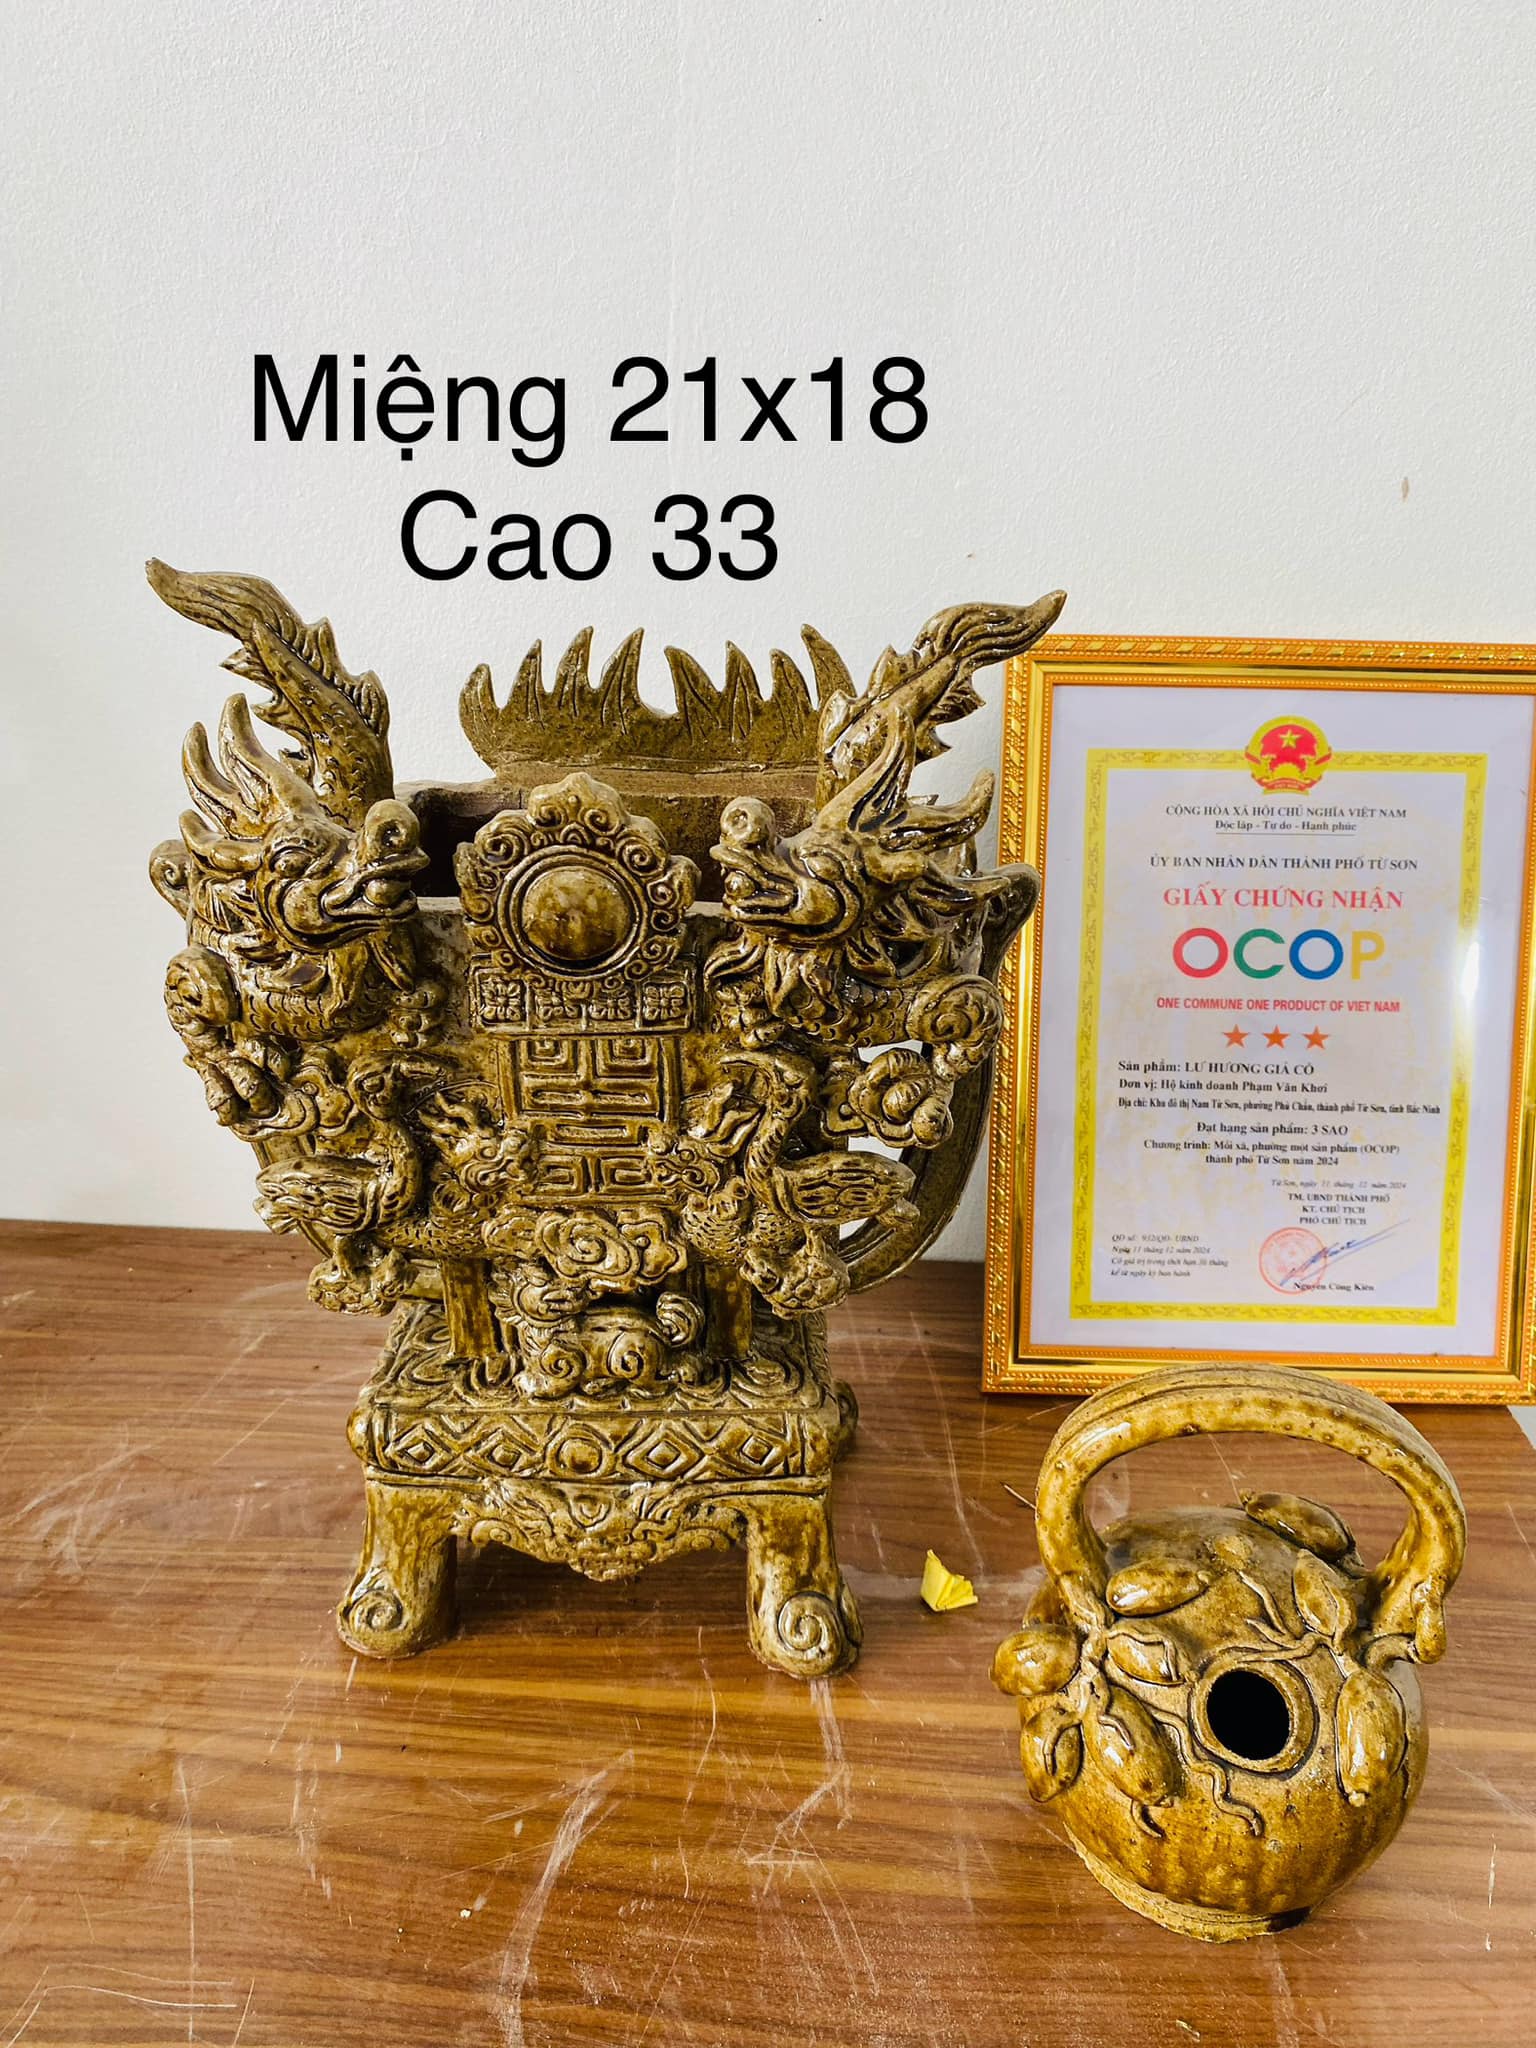 Miệng 21x18
Cao 33
CỘNG HÒA XÃ HỘI CHỦ NGHĨA VIỆT NAM
Độc lập - Tự do - Hạnh phúc
ỦY BAN NHÂN DÂN THÀNH PHỐ TỪ SƠN
GIẤY CHỨNG NHẬN
OCOP
ONE COMMUNE ONE PRODUCT OF VIET NAM
Sản phẩm: LƯ HƯƠNG GIẢ CỔ
Đơn vị: Hộ kinh doanh Phạm Văn Khơi
Địa chỉ: Khu đô thị Nam Từ Sơn, phường Phù Chẩn, thành phố Từ Sơn, tỉnh Bắc Ninh
Đạt hạng sản phẩm: 3 SAO
Chương trình: Mỗi xã, phường một sản phẩm (OCOP)
thành phố Từ Sơn năm 2024
Từ Sơn, ngày 11 tháng 12 năm 2024
TM. UBND THÀNH PHỐ
KT. CHỦ TỊCH
PHÓ CHỦ TỊCH
QĐ số: 932/QĐ-UBND
Ngày 11 tháng 12 năm 2024
Có giá trị trong thời hạn 36 tháng
kể từ ngày ký ban hành
Nguyễn Công Kiên